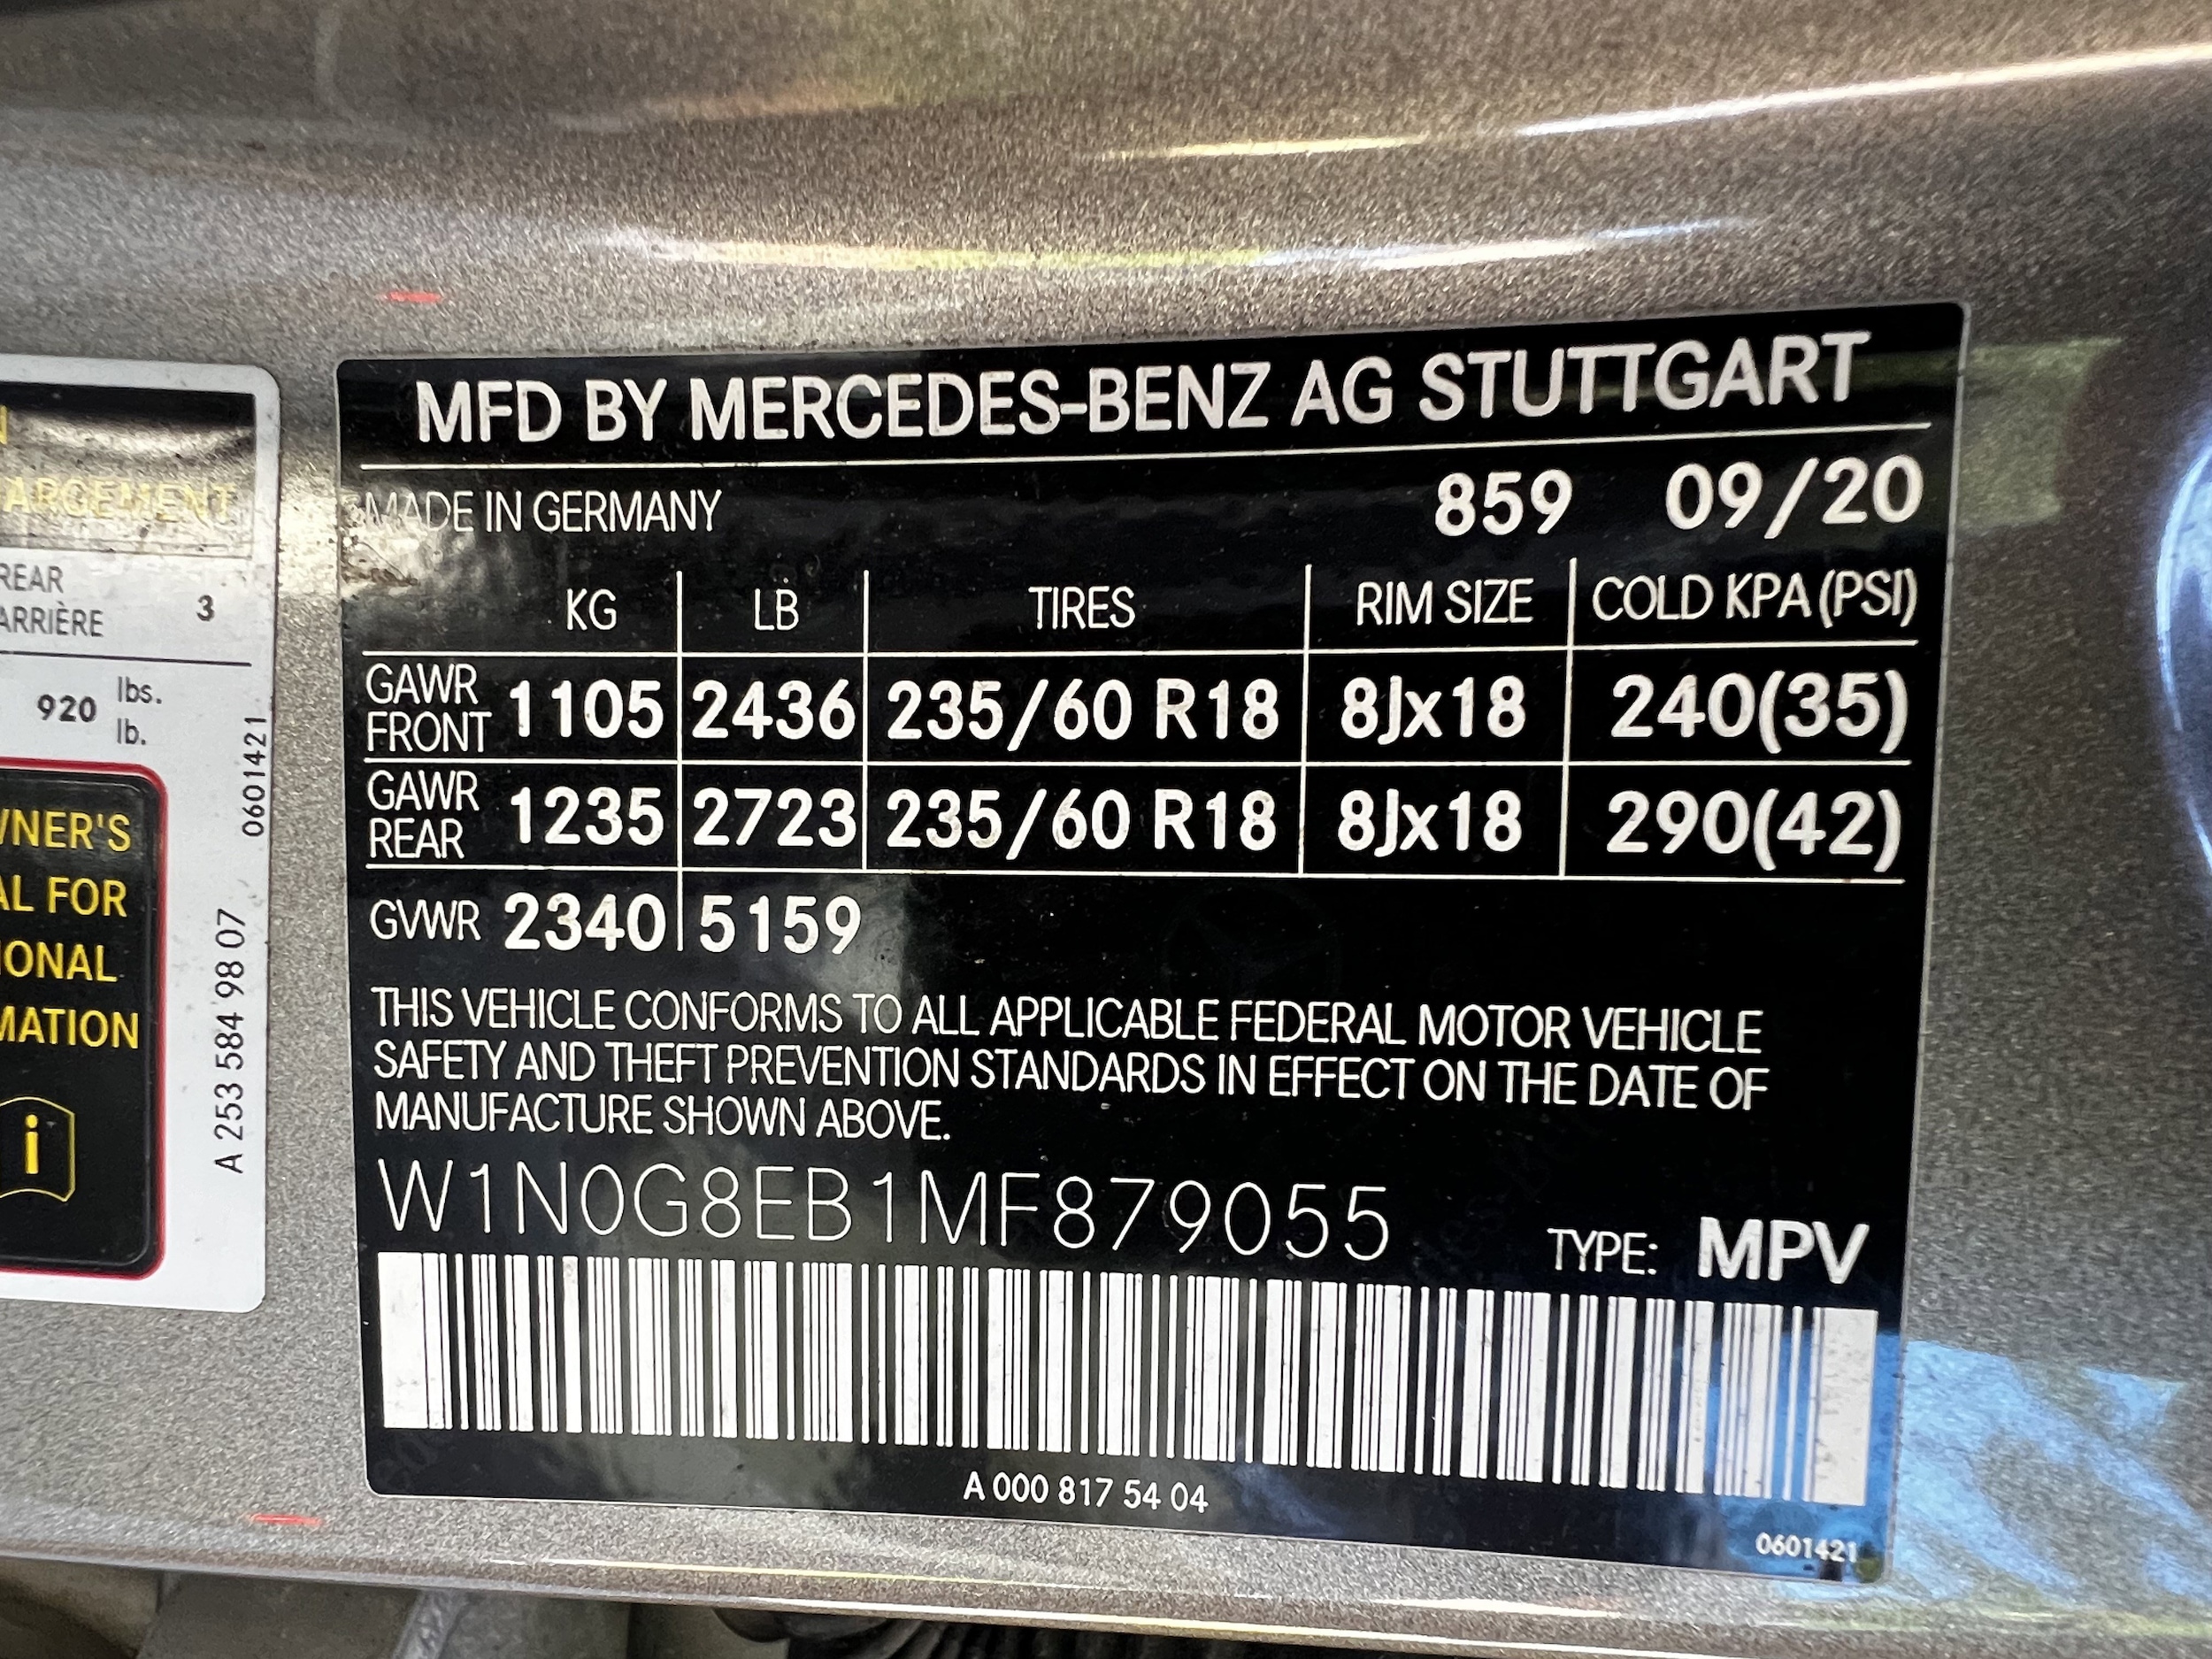 ARGEMENT
REAR
ARRIÈRE 3
920 lbs.
lb.
WNER'S
AL FOR
IONAL
MATION
i
A 253 584 98 07
0601421
MFD BY MERCEDES-BENZ AG STUTTGART
MADE IN GERMANY 859 09/20
KG LB TIRES RIM SIZE COLD KPA (PSI)
GAWR FRONT 1105 2436 235/60 R18 8Jx18 240(35)
GAWR REAR 1235 2723 235/60 R18 8Jx18 290(42)
GVWR 2340 5159
THIS VEHICLE CONFORMS TO ALL APPLICABLE FEDERAL MOTOR VEHICLE
SAFETY AND THEFT PREVENTION STANDARDS IN EFFECT ON THE DATE OF
MANUFACTURE SHOWN ABOVE.
W1N0G8EB1MF879055 TYPE: MPV
A 000 817 54 04
0601421